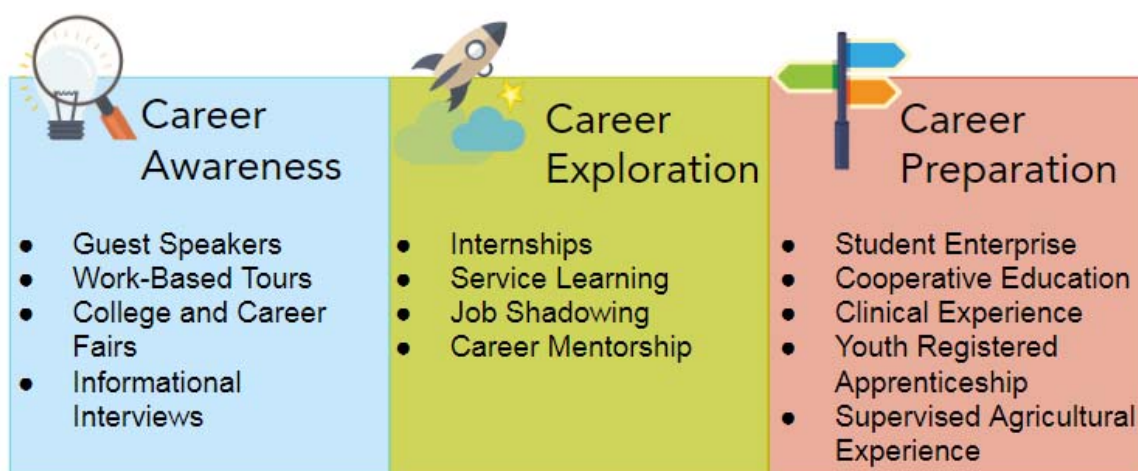 Career
Awareness
● Guest Speakers
● Work-Based Tours
● College and Career
Fairs
● Informational
Interviews
Career
Exploration
● Internships
● Service Learning
● Job Shadowing
● Career Mentorship
Career
Preparation
● Student Enterprise
● Cooperative Education
● Clinical Experience
● Youth Registered
Apprenticeship
● Supervised Agricultural
Experience